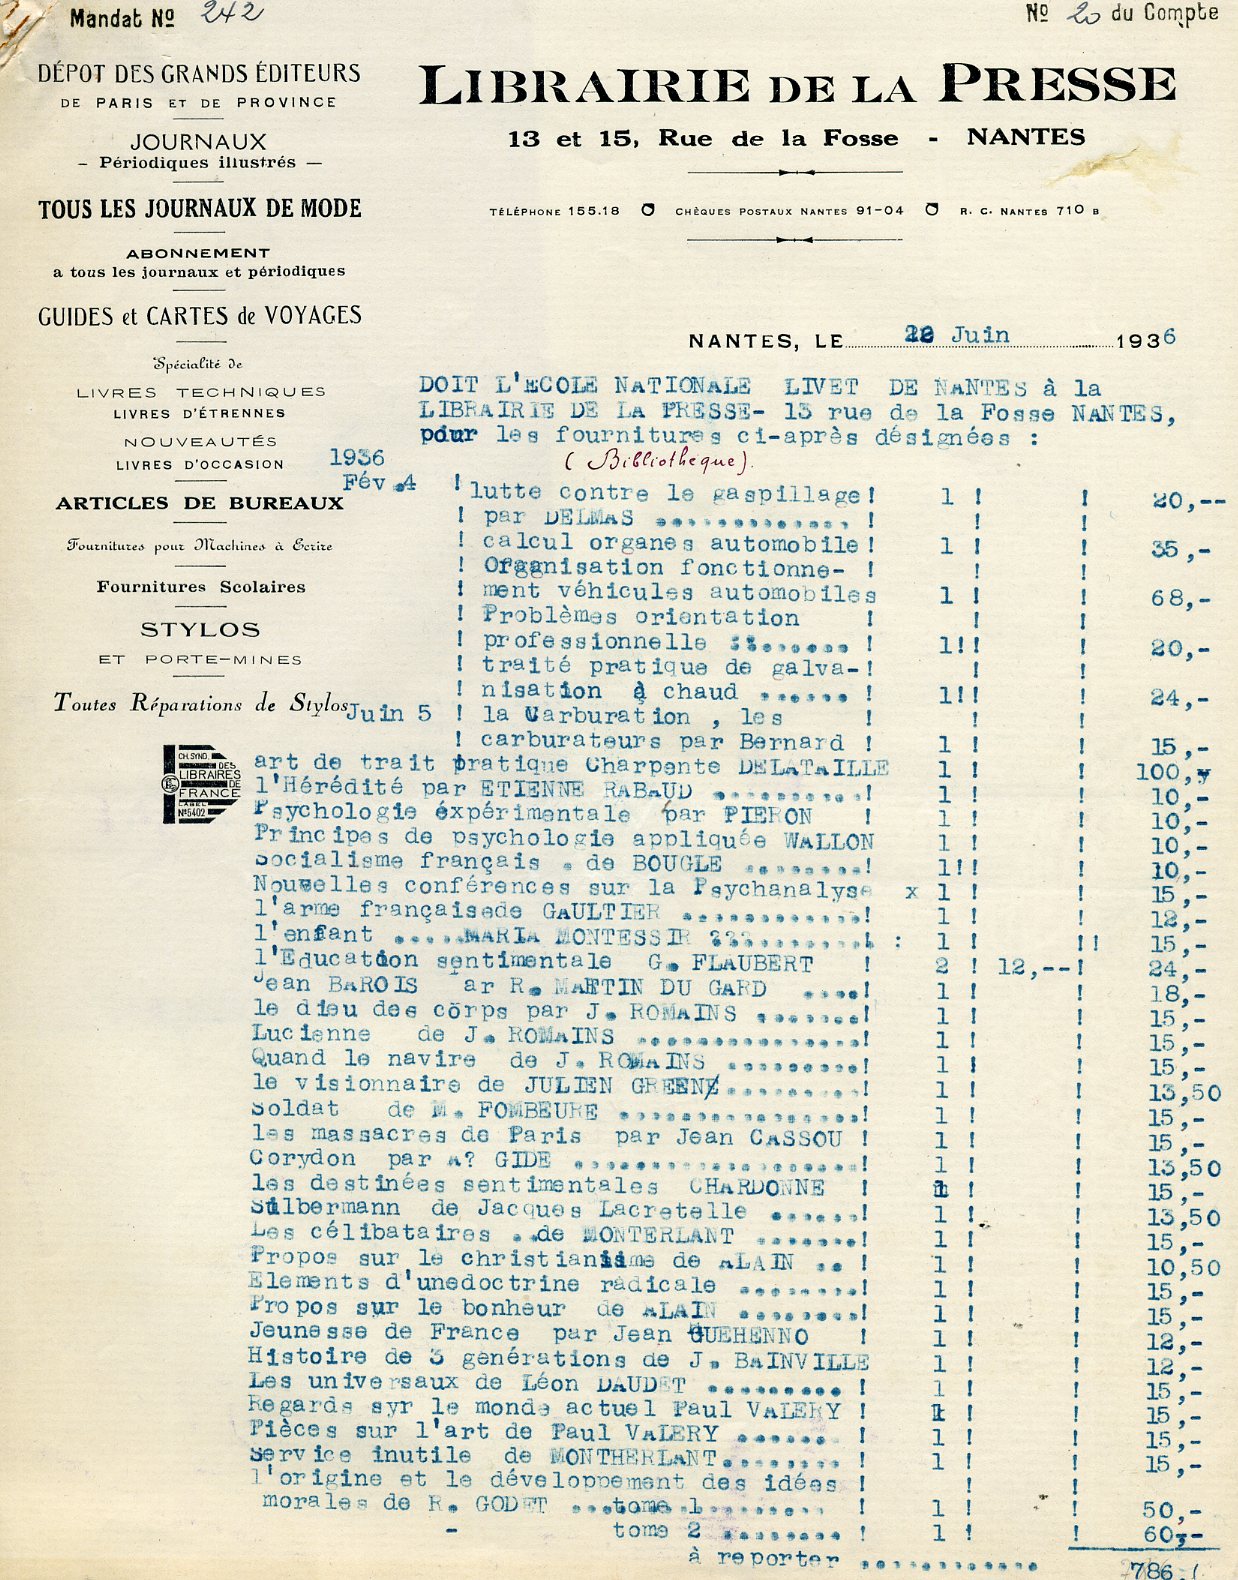 Mandat Nº 242
Nº 20 du Compte
DÉPOT DES GRANDS ÉDITEURS
DE PARIS ET DE PROVINCE
JOURNAUX
– Périodiques illustrés —
TOUS LES JOURNAUX DE MODE
ABONNEMENT
a tous les journaux et périodiques
GUIDES et CARTES de VOYAGES
Spécialité de
LIVRES TECHNIQUES
LIVRES D'ÉTRENNES
NOUVEAUTÉS
LIVRES D'OCCASION
ARTICLES DE BUREAUX
Fournitures pour Machines à Ecrire
Fournitures Scolaires
STYLOS
ET PORTE-MINES
Toutes Réparations de Stylos
CH. SYND.
DES
LIBRAIRES
DE
FRANCE
LABEL
Nº5402
LIBRAIRIE DE LA PRESSE
13 et 15, Rue de la Fosse - NANTES
TÉLÉPHONE 155.18 CHÈQUES POSTAUX NANTES 91-04 R. C. NANTES 710 B
NANTES, LE Juin 1936
DOIT L'ECOLE NATIONALE LIVET DE NANTES à la
LIBRAIRIE DE LA PRESSE- 13 rue de la Fosse NANTES,
pour les fournitures ci-après désignées :
(Bibliothèque).
1936
Fév.4 ! lutte contre le gaspillage! 1 ! ! 20,--
! par DELMAS ............. ! ! !
! calcul organes automobile! 1 ! ! 35,-
! Organisation fonctionne- ! ! !
! ment véhicules automobiles 1 ! ! 68,-
! Problèmes orientation ! ! !
! professionnelle ::...... ! 1!! ! 20,-
! traité pratique de galva-! ! !
! nisation à chaud ...... ! 1!! ! 24,-
Juin 5 ! la Carburation , les ! ! !
! carburateurs par Bernard ! 1 ! ! 15,-
art de trait pratique Charpente DELATAILLE 1 ! ! 100,-
l'Hérédité par ETIENNE RABAUD ..........! 1 ! ! 10,-
Psychologie éxpérimentale par PIERON ! 1 ! ! 10,-
Principes de psychologie appliquée WALLON 1 ! ! 10,-
Socialisme français . de BOUGLE ........! 1!! ! 10,-
Nouvelles conférences sur la Psychanalyse x 1 ! ! 15,-
l'arme françaisede GAULTIER ............! 1 ! ! 12,-
l'enfant .....MARIA MONTESSIR ???.........! : 1 ! !! 15,-
l'Education sentimentale G. FLAUBERT ! 2 ! 12,--! 24,-
Jean BAROIS ar R. MARTIN DU GARD ....! 1 ! ! 18,-
le dieu des corps par J. ROMAINS .......! 1 ! ! 15,-
Lucienne de J. ROMAINS ...............! 1 ! ! 15,-
Quand le navire de J. ROMAINS .........! 1 ! ! 15,-
le visionnaire de JULIEN GREEN.........! 1 ! ! 13,50
Soldat de M. FOMBEURE ................! 1 ! ! 15,-
les massacres de Paris par Jean CASSOU ! 1 ! ! 15,-
Corydon par A? GIDE ...................! 1 ! ! 13,50
les destinées sentimentales CHARDONNE ! 1 ! ! 15,-
Silbermann de Jacques Lacretelle ......! 1 ! ! 13,50
Les célibataires ..de MONTERLANT .......! 1 ! ! 15,-
Propos sur le christianisme de ALAIN .. ! 1 ! ! 10,50
Elements d'unedoctrine radicale ........! 1 ! ! 15,-
Propos sur le bonheur de ALAIN ........! 1 ! ! 15,-
Jeunesse de France par Jean GUEHENNO ! 1 ! ! 12,-
Histoire de 3 générations de J. BAINVILLE 1 ! ! 12,-
Les universaux de Léon DAUDET ......... ! 1 ! ! 15,-
Regards syr le monde actuel Paul VALERY ! 1 ! ! 15,-
Pièces sur l'art de Paul VALERY ....... ! 1 ! ! 15,-
Service inutile de MONTHERLANT........ ! 1 ! ! 15,-
l'origine et le développement des idées ! ! !
morales de R. GODET ...tome 1........ ! 1 ! ! 50,-
- tome 2 ........ ! 1 ! ! 60,-
à reporter ............ 786